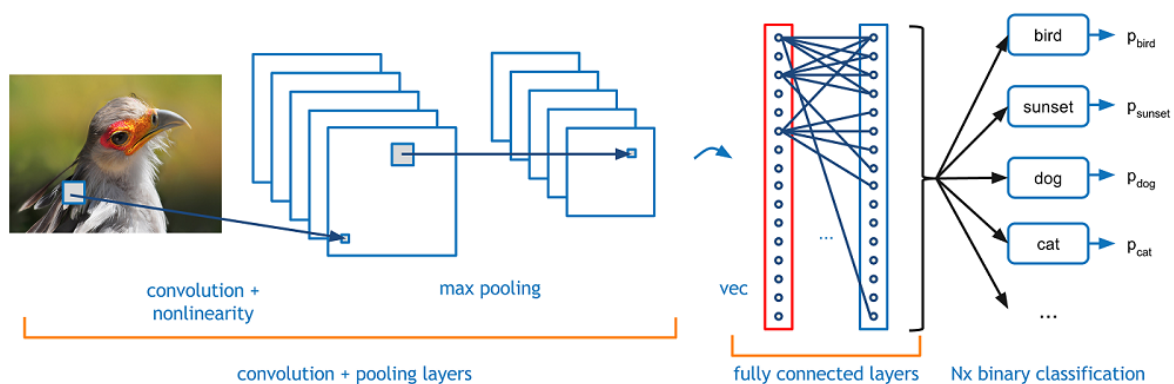 bird
p_bird
sunset
p_sunset
dog
p_dog
cat
p_cat
...
...
convolution +
nonlinearity
max pooling
vec
convolution + pooling layers
fully connected layers
Nx binary classification